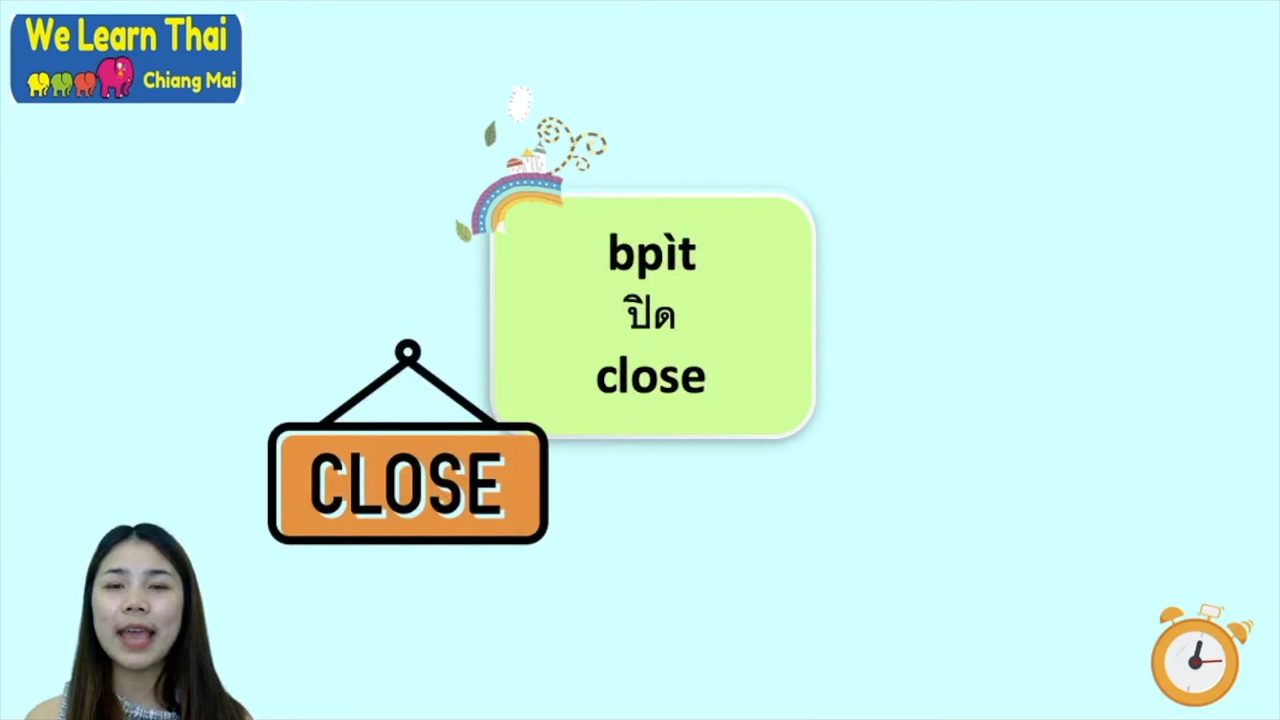 We Learn Thai
Chiang Mai
bpìt
ปิด
close
CLOSE